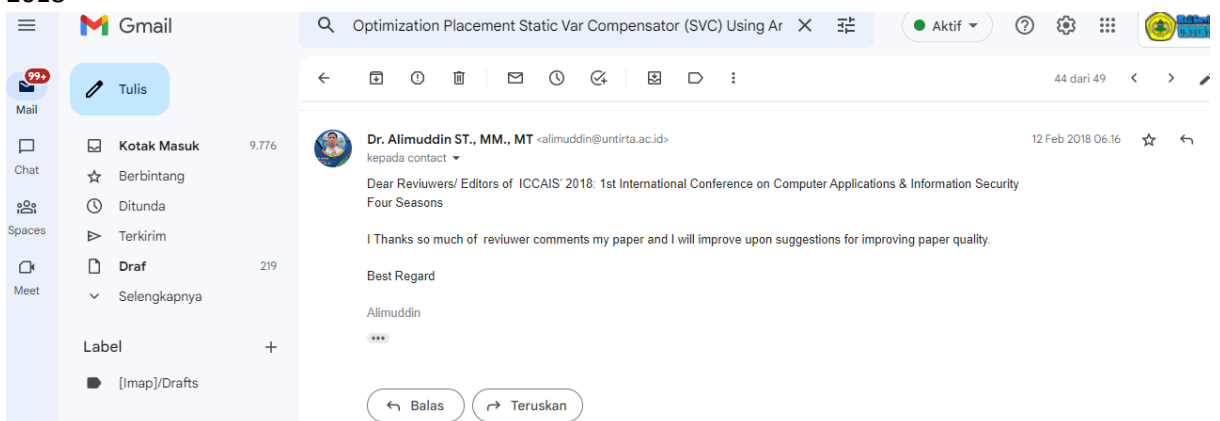 Gmail
Optimization Placement Static Var Compensator (SVC) Using Ar
Aktif
99+
Mail
Tulis
44 dari 49
Chat
Kotak Masuk 9.776
Dr. Alimuddin ST., MM., MT <alimuddin@untirta.ac.id>
12 Feb 2018 06.16
kepada contact
Berbintang
Dear Reviuwers/ Editors of ICCAIS' 2018: 1st International Conference on Computer Applications & Information Security
Four Seasons
Spaces
Ditunda
Terkirim
I Thanks so much of reviuwer comments my paper and I will improve upon suggestions for improving paper quality.
Meet
Draf 219
Best Regard
Selengkapnya
Alimuddin
Label
[Imap]/Drafts
Balas
Teruskan